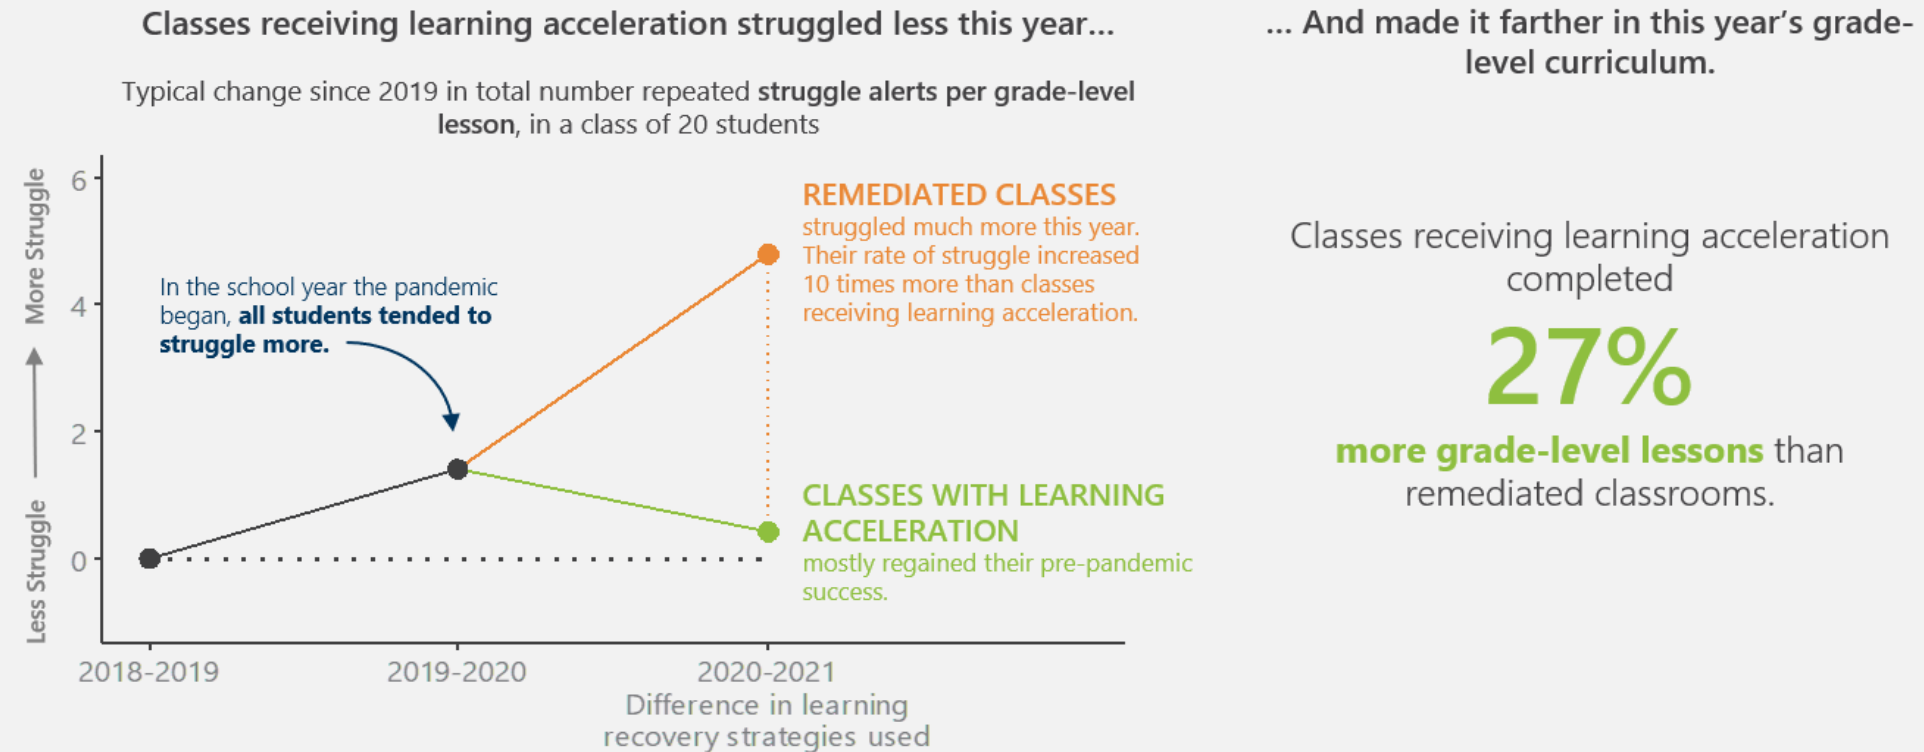 Classes receiving learning acceleration struggled less this year...
Typical change since 2019 in total number repeated struggle alerts per grade-level
lesson, in a class of 20 students
More Struggle
Less Struggle
6
4
2
0
In the school year the pandemic
began, all students tended to
struggle more.
REMEDIATED CLASSES
struggled much more this year.
Their rate of struggle increased
10 times more than classes
receiving learning acceleration.
CLASSES WITH LEARNING
ACCELERATION
mostly regained their pre-pandemic
success.
2018-2019
2019-2020
2020-2021
Difference in learning
recovery strategies used
... And made it farther in this year's grade-
level curriculum.
Classes receiving learning acceleration
completed
27%
more grade-level lessons than
remediated classrooms.